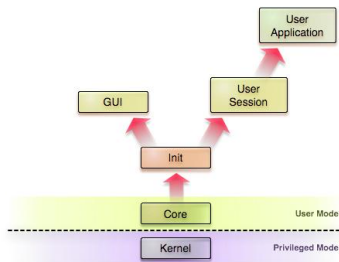 User
Application
GUI
User
Session
Init
Core
User Mode
Kernel
Privileged Mode